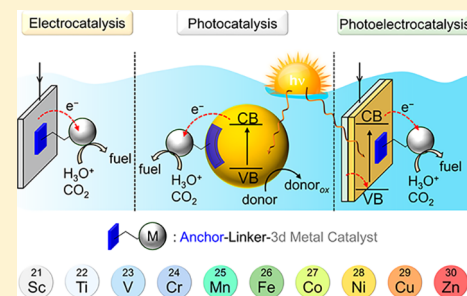 Electrocatalysis
Photocatalysis
Photoelectrocatalysis
e⁻
fuel
H₃O⁺
CO₂
hν
e⁻
CB
VB
fuel
H₃O⁺
CO₂
donor
donorₒₓ
e⁻
CB
VB
fuel
H₃O⁺
CO₂
M : Anchor-Linker-3d Metal Catalyst
21 22 23 24 25 26 27 28 29 30
Sc Ti V Cr Mn Fe Co Ni Cu Zn